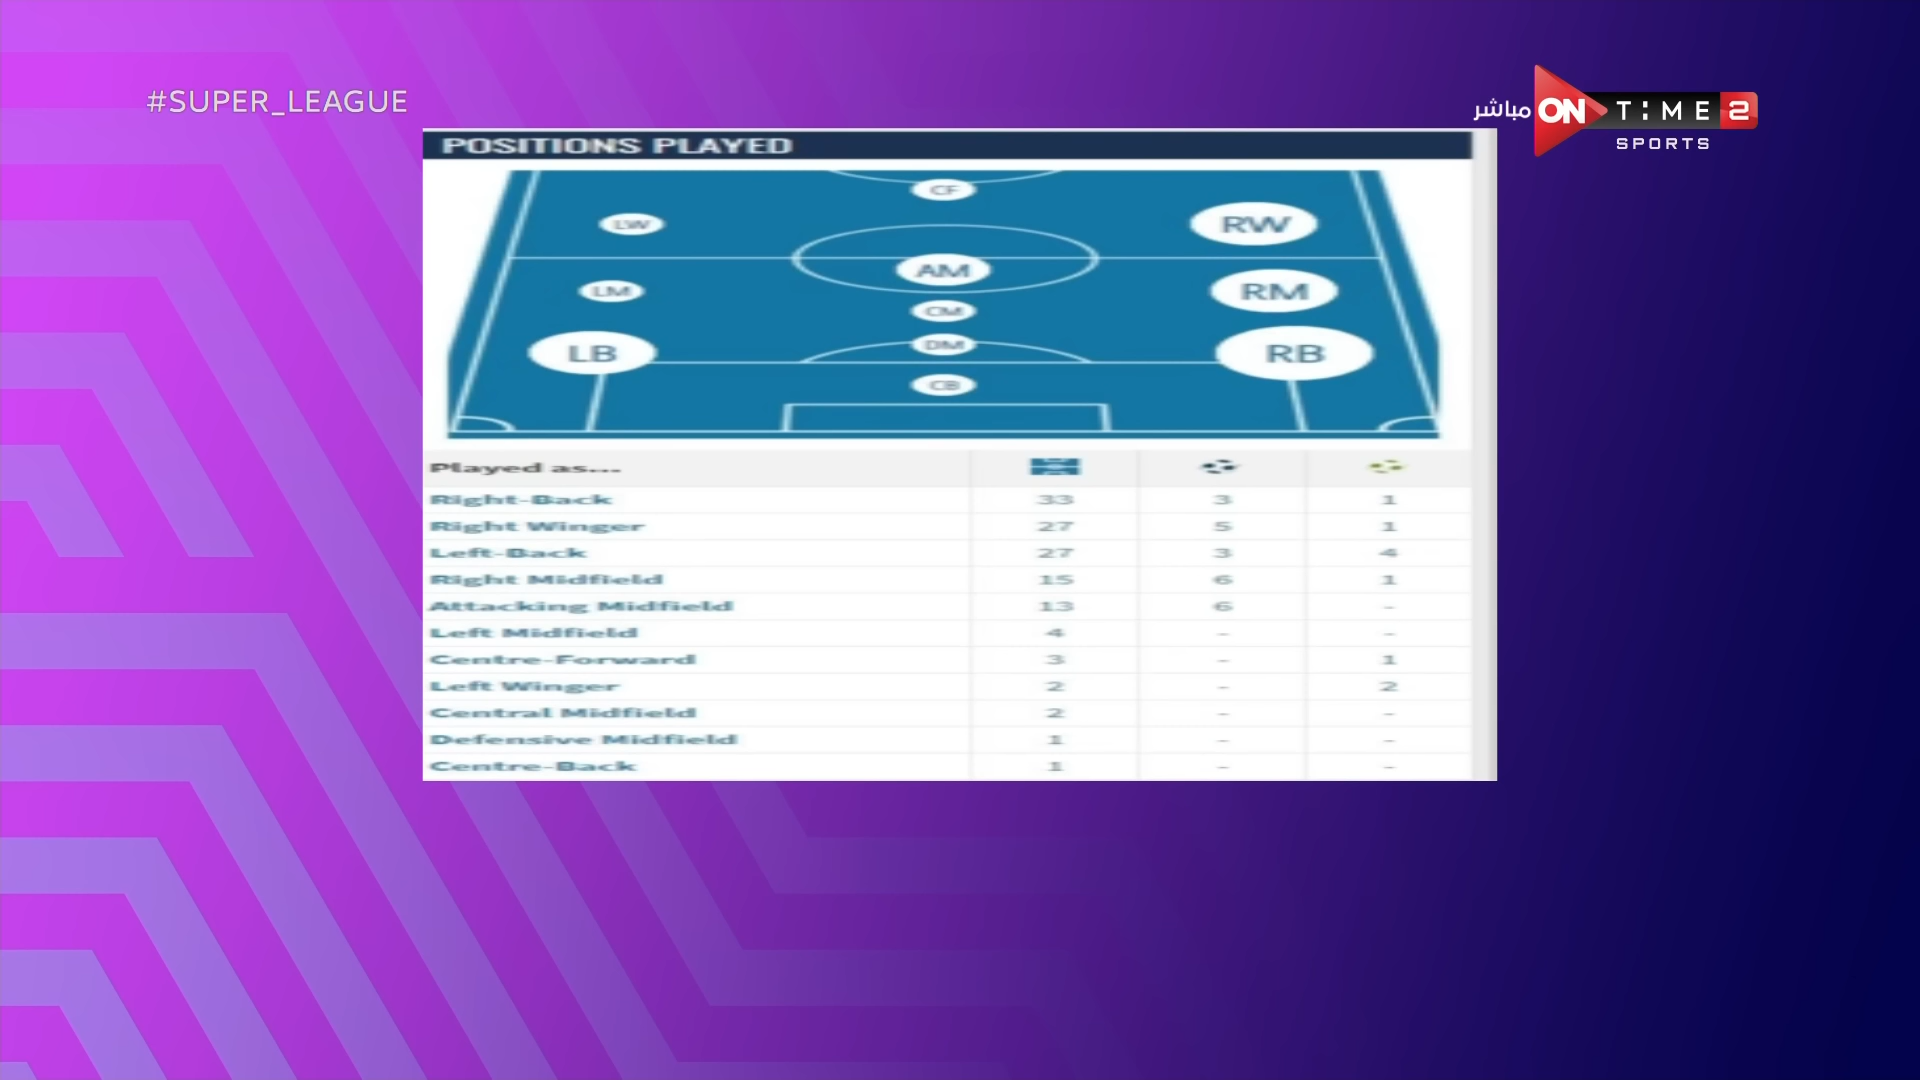 #SUPER_LEAGUE
مباشر ON TIME 2
SPORTS
POSITIONS PLAYED
CF
LW
RW
AM
LM
RM
CM
DM
LB
RB
CB
Played as...
Right-Back 33 3 1
Right Winger 27 5 1
Left-Back 27 3 4
Right Midfield 15 6 1
Attacking Midfield 13 6 -
Left Midfield 4 - -
Centre-Forward 3 - 1
Left Winger 2 - 2
Central Midfield 2 - -
Defensive Midfield 1 - -
Centre-Back 1 - -